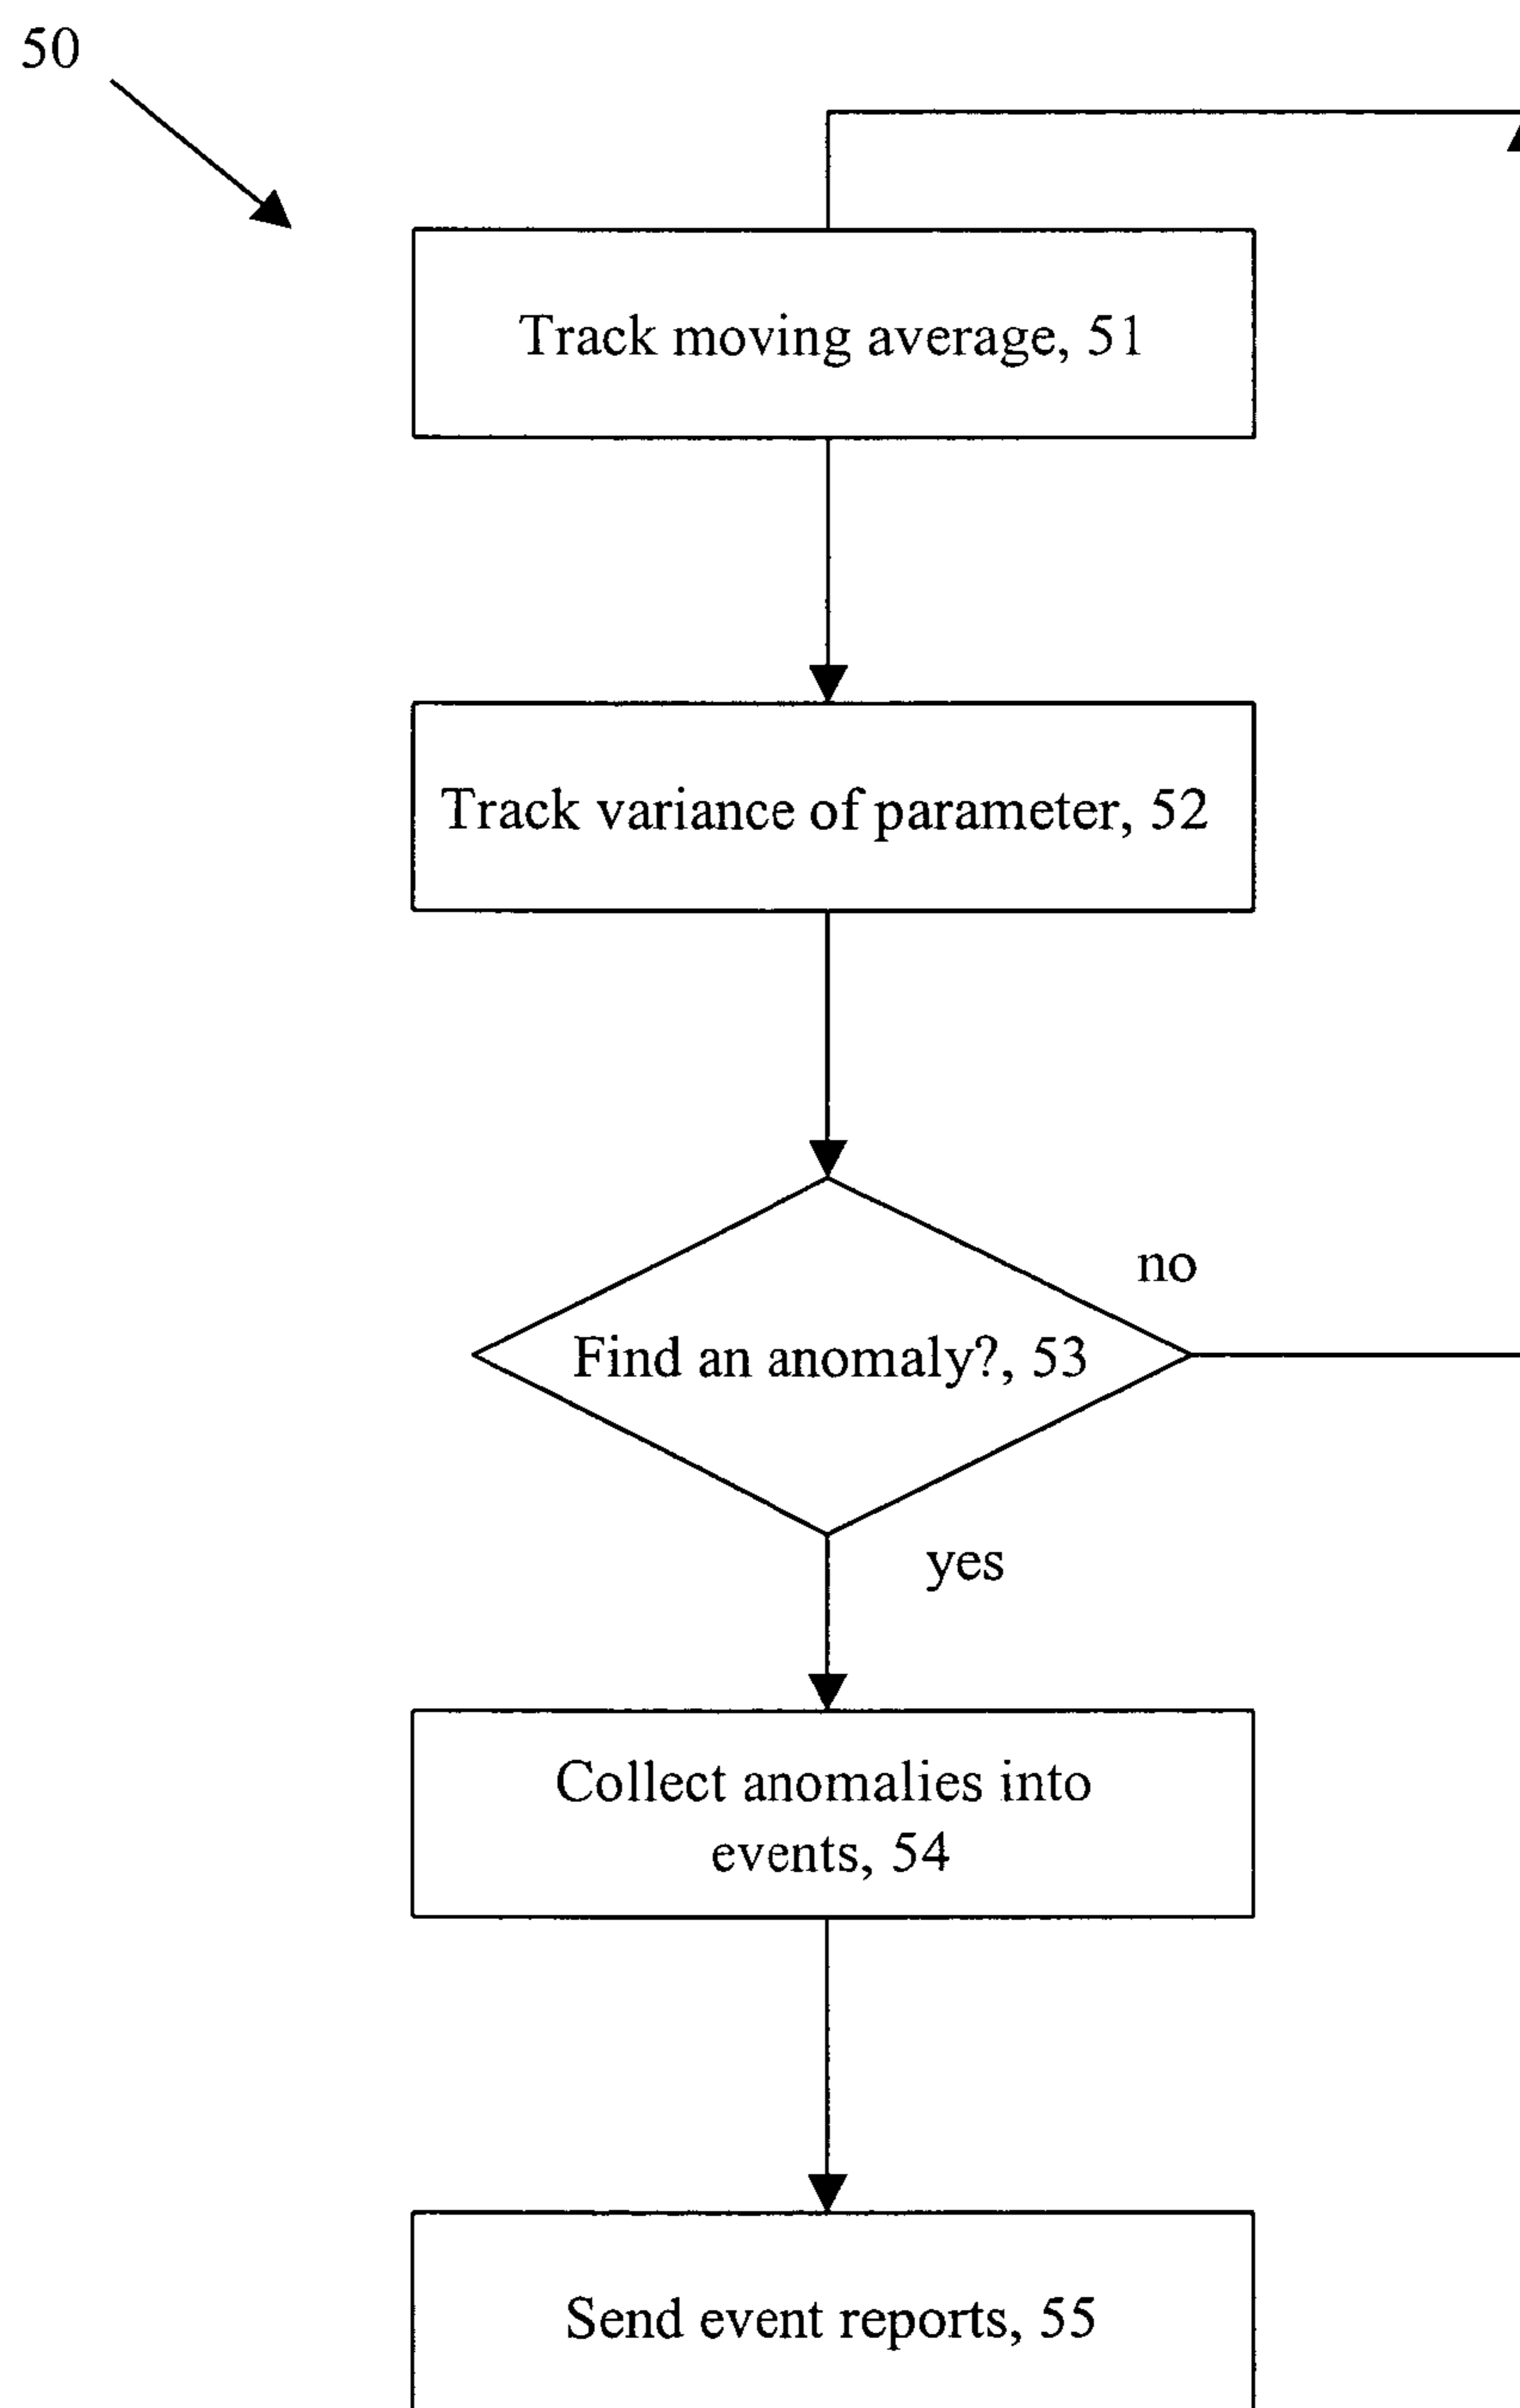 50
Track moving average, 51
Track variance of parameter, 52
no
Find an anomaly?, 53
yes
Collect anomalies into
events, 54
Send event reports, 55